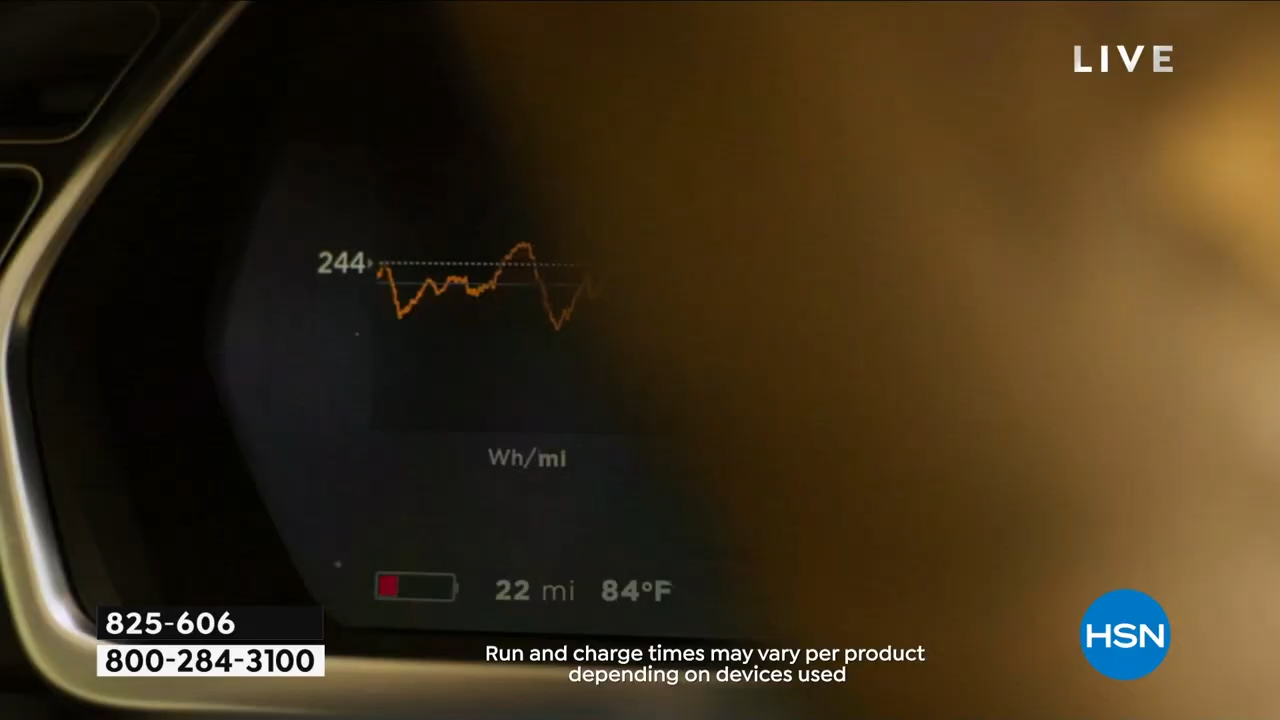 LIVE
244
Wh/mi
22 mi 84°F
825-606
800-284-3100
Run and charge times may vary per product
depending on devices used
HSN